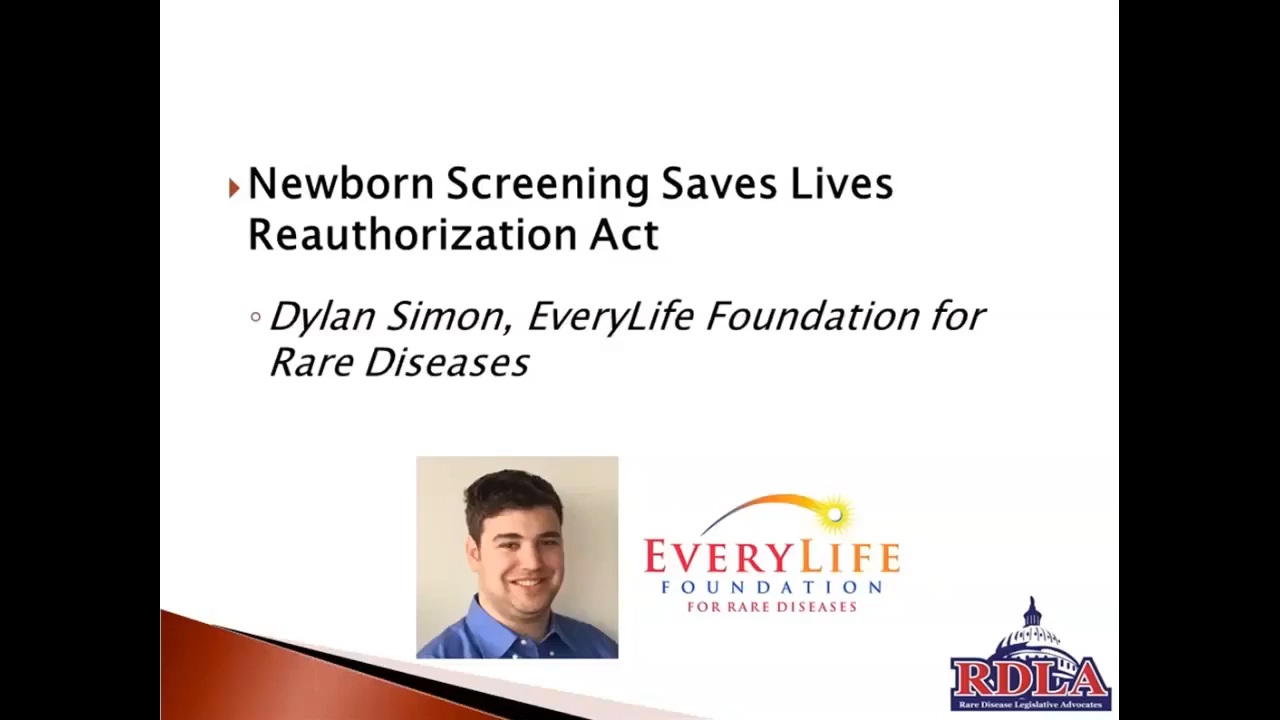 Newborn Screening Saves Lives
Reauthorization Act
Dylan Simon, EveryLife Foundation for
Rare Diseases
EVERYLIFE
FOUNDATION
FOR RARE DISEASES
RDLA
Rare Disease Legislative Advocates